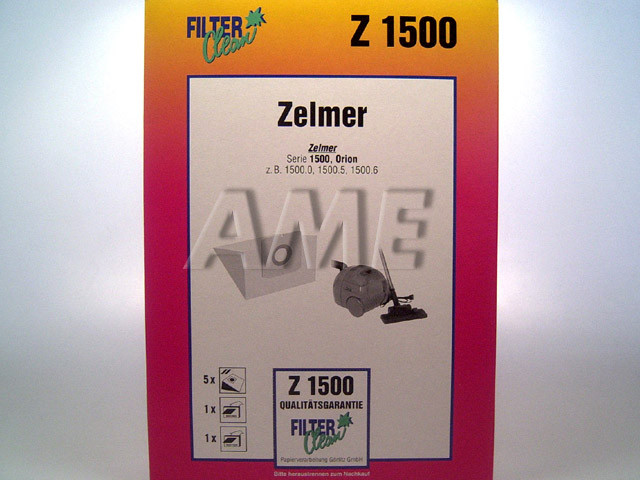 FILTER
Clean
Z 1500
Zelmer
Zelmer
Serie 1500, Orion
z. B. 1500.0, 1500.5, 1500.6
AME
5 x
1 x
1 x
Z 1500
QUALITÄTSGARANTIE
FILTER
Clean
Papierverarbeitung Görlitz GmbH
Bitte heraustrennen zum Nachkauf